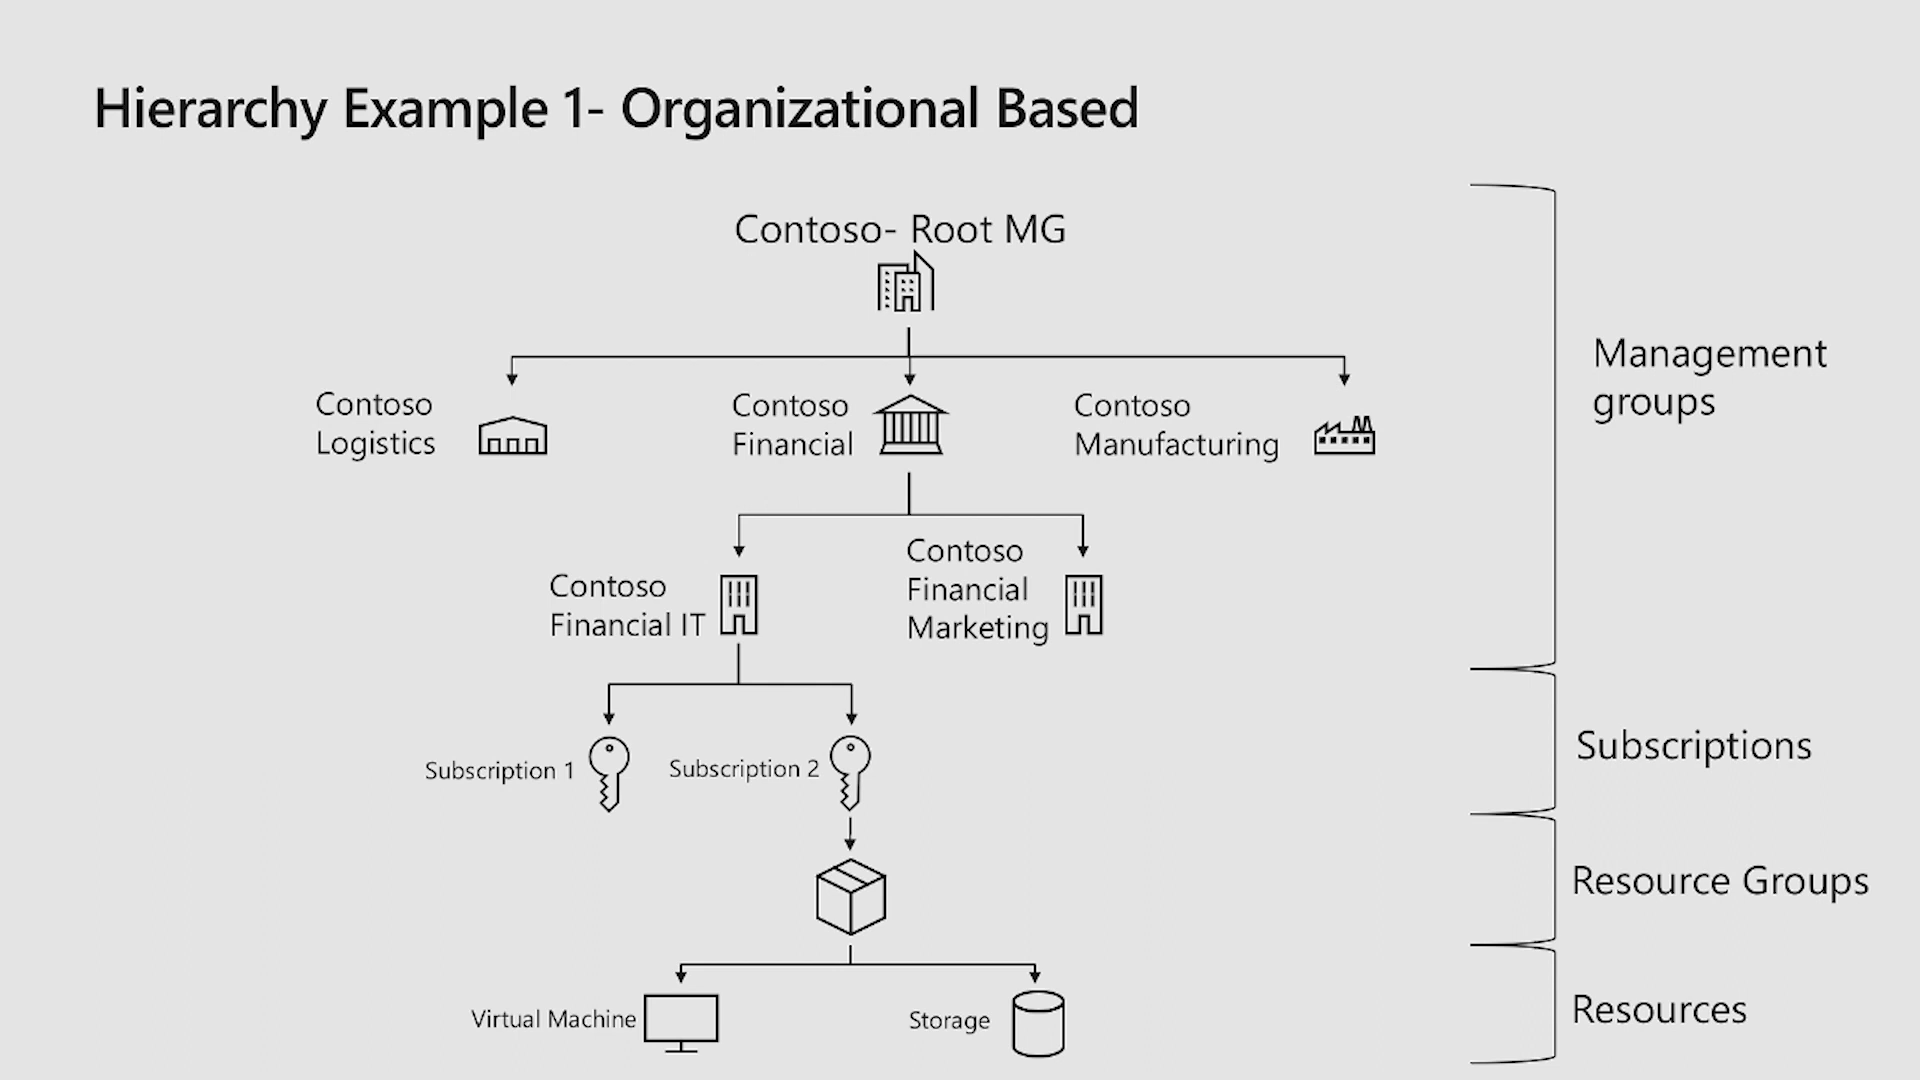 Hierarchy Example 1- Organizational Based
Contoso- Root MG
Management
groups
Contoso
Logistics
Contoso
Financial
Contoso
Manufacturing
Contoso
Financial IT
Contoso
Financial
Marketing
Subscription 1
Subscription 2
Subscriptions
Resource Groups
Virtual Machine
Storage
Resources